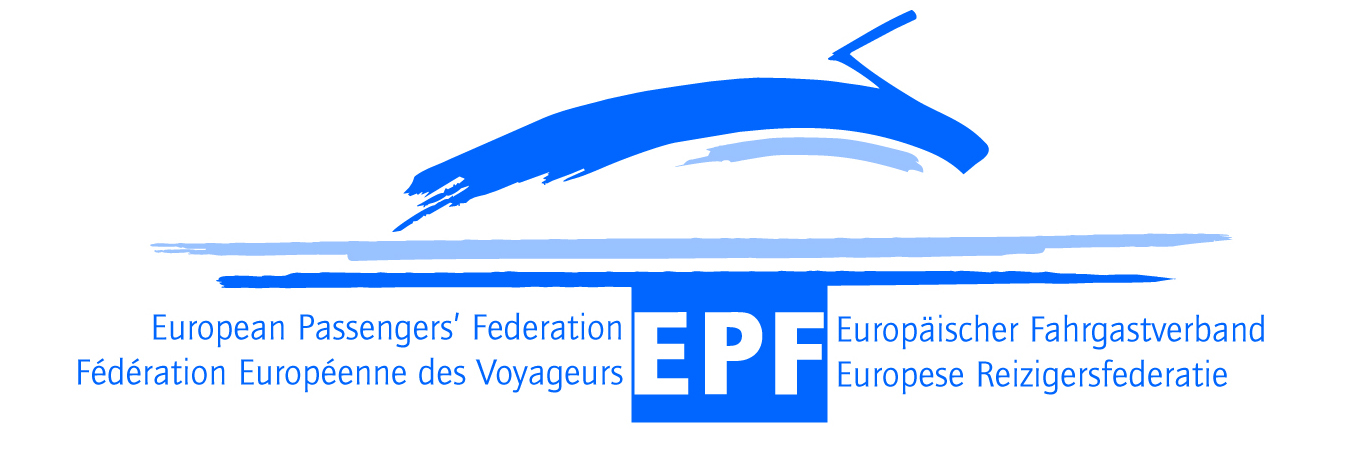 European Passengers’ Federation
Fédération Européenne des Voyageurs
EPF
Europäischer Fahrgastverband
Europese Reizigersfederatie